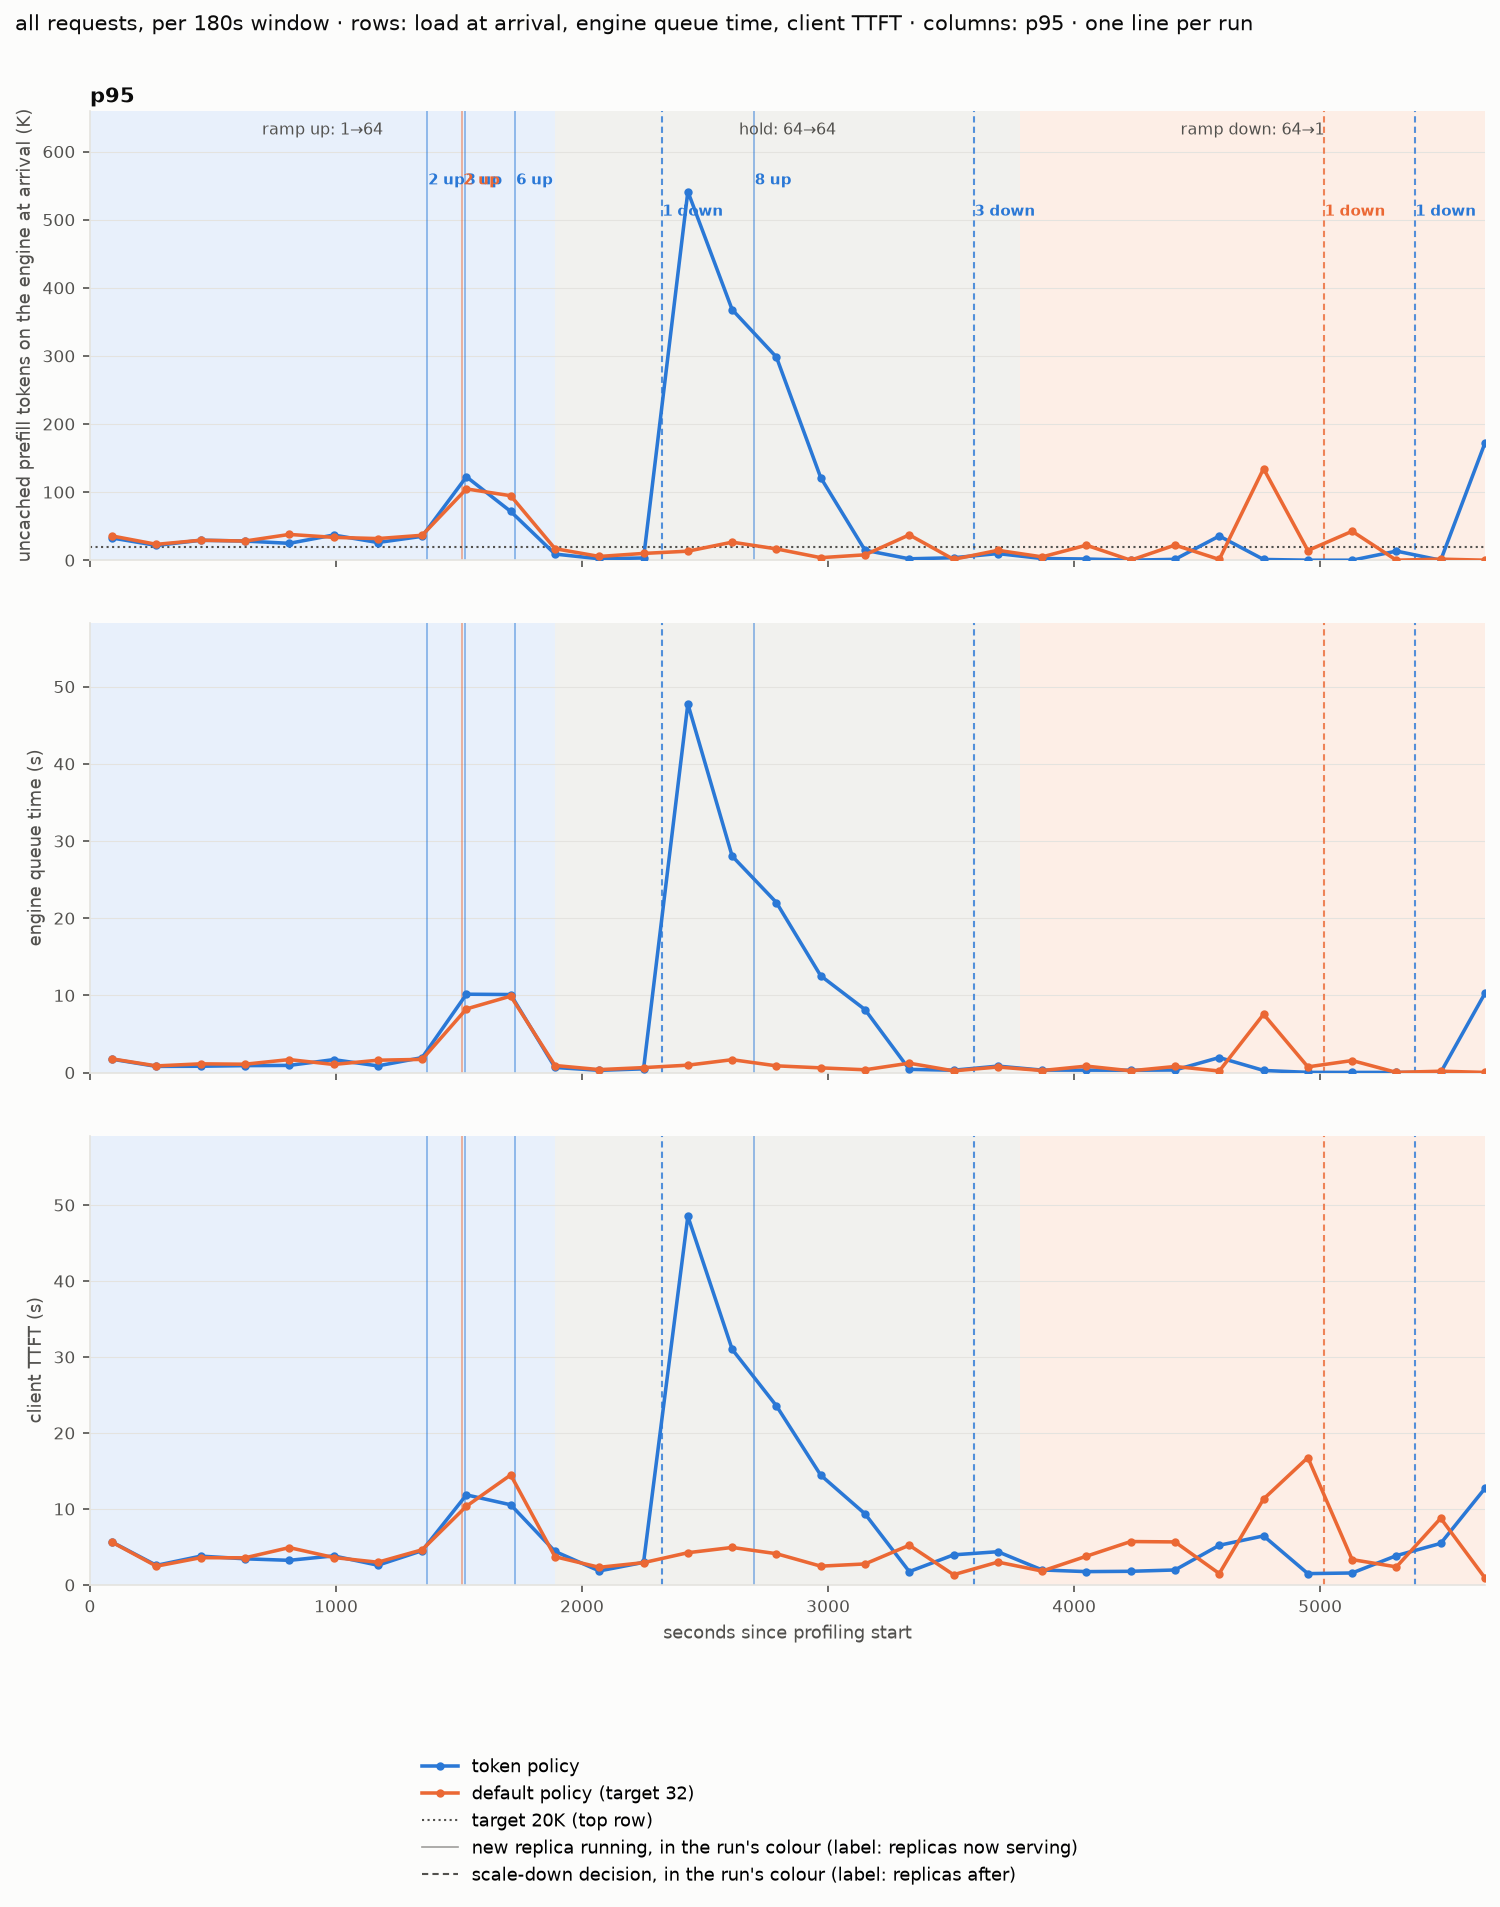 all requests, per 180s window · rows: load at arrival, engine queue time, client TTFT · columns: p95 · one line per run
p95
uncached prefill tokens on the engine at arrival (K)
600
500
400
300
200
100
0
ramp up: 1→64
hold: 64→64
ramp down: 64→1
2 up
2 up
3 up
6 up
8 up
1 down
3 down
1 down
1 down
engine queue time (s)
50
40
30
20
10
0
client TTFT (s)
50
40
30
20
10
0
0
1000
2000
3000
4000
5000
seconds since profiling start
token policy
default policy (target 32)
target 20K (top row)
new replica running, in the run's colour (label: replicas now serving)
scale-down decision, in the run's colour (label: replicas after)